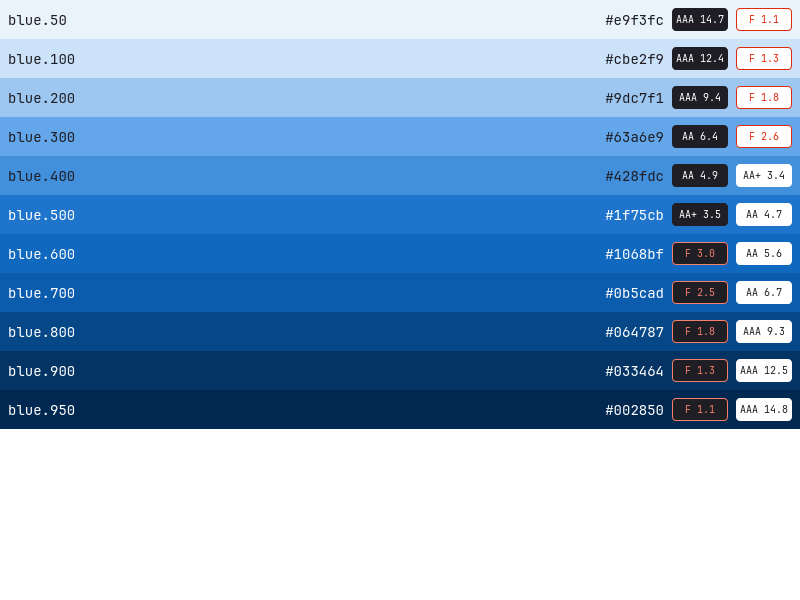 blue.50 #e9f3fc AAA 14.7 F 1.1
blue.100 #cbe2f9 AAA 12.4 F 1.3
blue.200 #9dc7f1 AAA 9.4 F 1.8
blue.300 #63a6e9 AA 6.4 F 2.6
blue.400 #428fdc AA 4.9 AA+ 3.4
blue.500 #1f75cb AA+ 3.5 AA 4.7
blue.600 #1068bf F 3.0 AA 5.6
blue.700 #0b5cad F 2.5 AA 6.7
blue.800 #064787 F 1.8 AAA 9.3
blue.900 #033464 F 1.3 AAA 12.5
blue.950 #002850 F 1.1 AAA 14.8